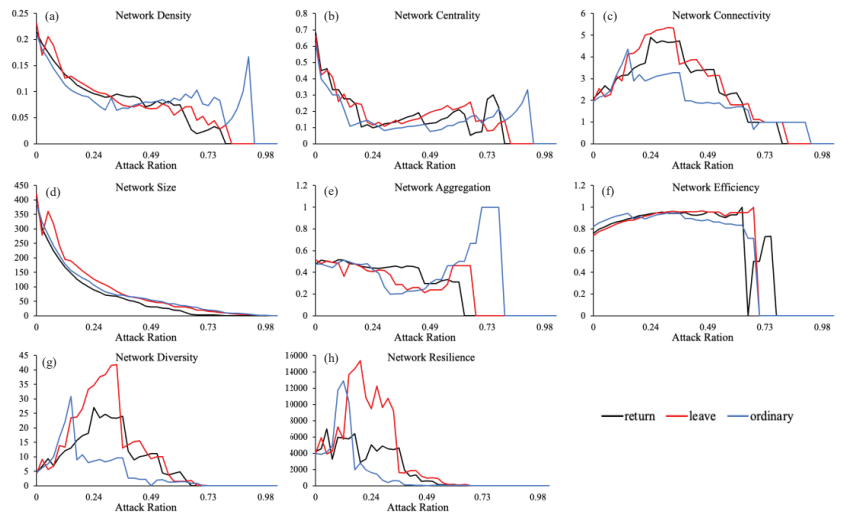 (a) Network Density
0.25
0.2
0.15
0.1
0.05
0
0 0.24 0.49 0.73 0.98
Attack Ration
(b) Network Centrality
0.8
0.7
0.6
0.5
0.4
0.3
0.2
0.1
0
0 0.24 0.49 0.73 0.98
Attack Ration
(c) Network Connectivity
6
5
4
3
2
1
0
0 0.24 0.49 0.73 0.98
Attack Ration
(d) Network Size
450
400
350
300
250
200
150
100
50
0
0 0.24 0.49 0.73 0.98
Attack Ration
(e) Network Aggregation
1.2
1
0.8
0.6
0.4
0.2
0
0 0.24 0.49 0.73 0.98
Attack Ration
(f) Network Efficiency
1.2
1
0.8
0.6
0.4
0.2
0
0 0.24 0.49 0.73 0.98
Attack Ration
(g) Network Diversity
45
40
35
30
25
20
15
10
5
0
0 0.24 0.49 0.73 0.98
Attack Ration
(h) Network Resilience
16000
14000
12000
10000
8000
6000
4000
2000
0
0 0.24 0.49 0.73 0.98
Attack Ration
return leave ordinary